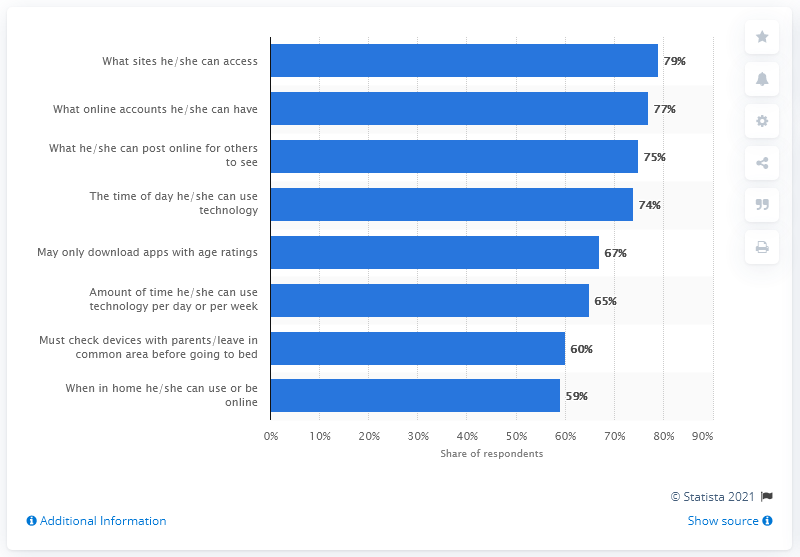 What sites he/she can access
79%
What online accounts he/she can have
77%
What he/she can post online for others
to see
75%
The time of day he/she can use
technology
74%
May only download apps with age ratings
67%
Amount of time he/she can use
technology per day or per week
65%
Must check devices with parents/leave in
common area before going to bed
60%
When in home he/she can use or be
online
59%
0% 10% 20% 30% 40% 50% 60% 70% 80% 90%
Share of respondents
© Statista 2021
Additional Information
Show source